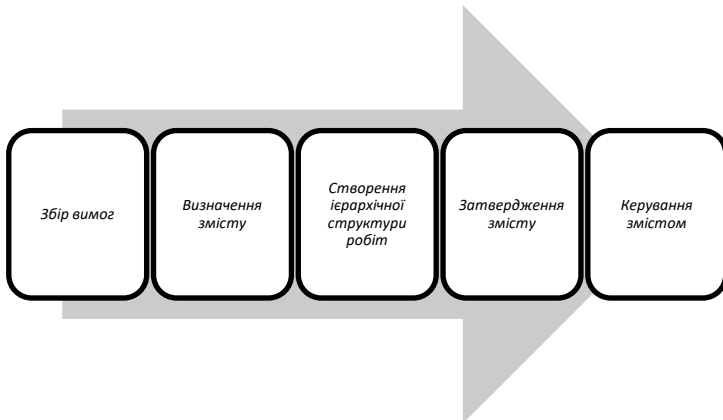 Збір вимог
Визначення
змісту
Створення
ієрархічної
структури
робіт
Затвердження
змісту
Керування
змістом